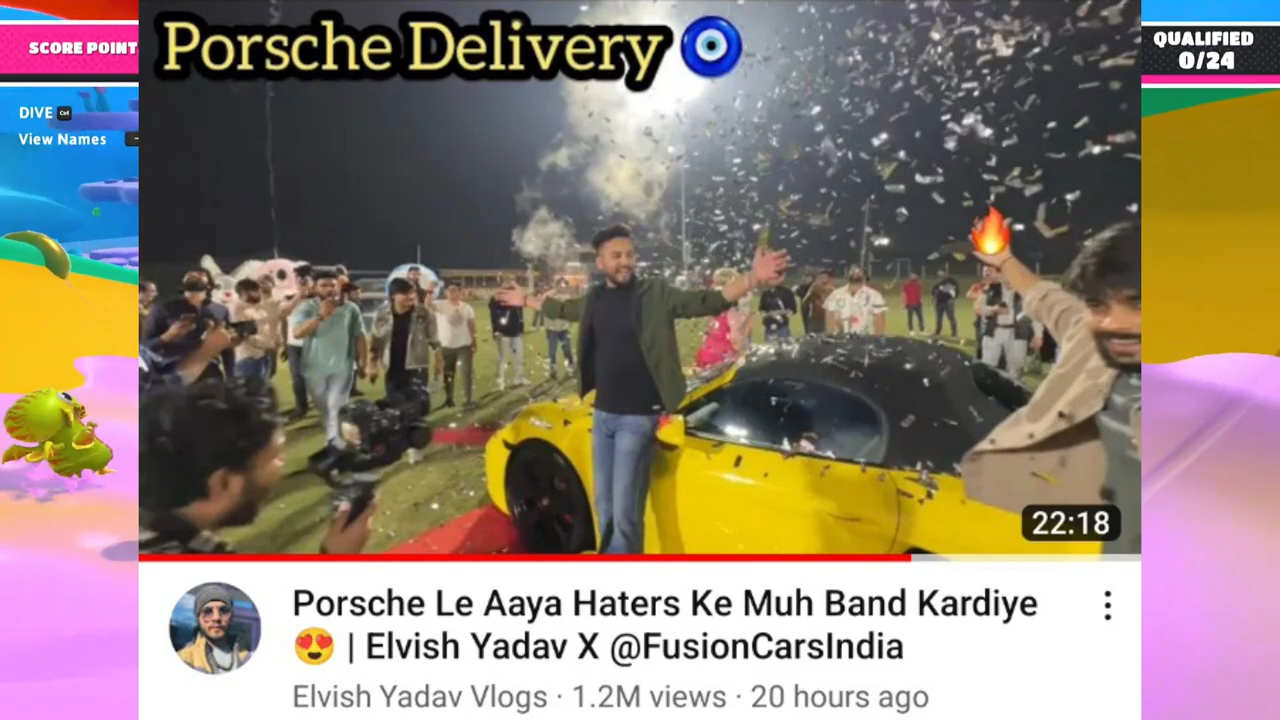 Porsche Delivery 🧿
SCORE POINT
QUALIFIED
0/24
DIVE Ctrl
View Names
22:18
Porsche Le Aaya Haters Ke Muh Band Kardiye
😍 | Elvish Yadav X @FusionCarsIndia
Elvish Yadav Vlogs · 1.2M views · 20 hours ago